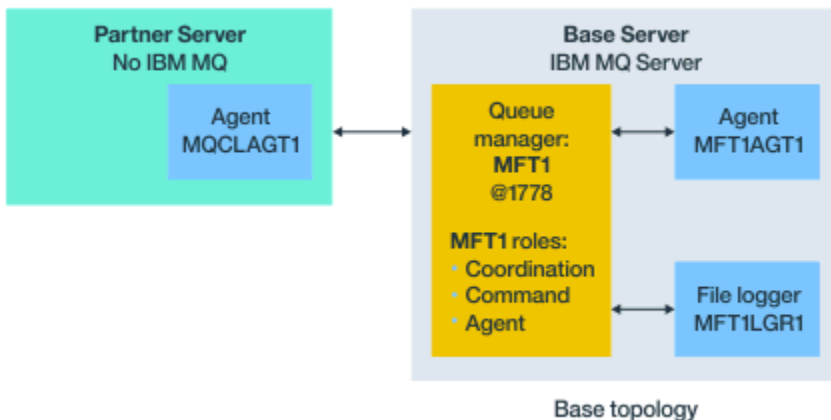 Partner Server
No IBM MQ
Agent
MQCLAGT1
Base Server
IBM MQ Server
Queue
manager:
MFT1
@1778
MFT1 roles:
• Coordination
• Command
• Agent
Agent
MFT1AGT1
File logger
MFT1LGR1
Base topology